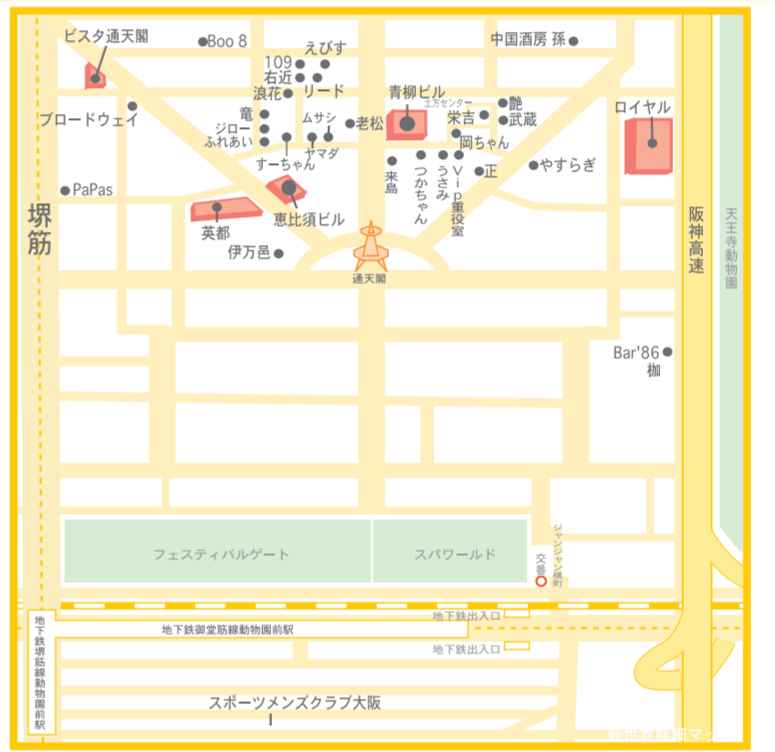 ビスタ通天閣
Boo 8
えびす
109
右近
浪花
リード
中国酒房 孫
青柳ビル
土方センター
艶
栄吉
武蔵
ロイヤル
ブロードウェイ
竜
ジロー
ふれあい
ムサシ
老松
すーちゃん
ヤマダ
岡ちゃん
来島
つかちゃん
うさみ
Vip重役室
正
やすらぎ
PaPas
堺筋
英都
恵比須ビル
伊万邑
通天閣
阪神高速
天王寺動物園
Bar'86
枷
フェスティバルゲート
スパワールド
交番
ジャンジャン横町
地下鉄出入口
地下鉄御堂筋線動物園前駅
地下鉄出入口
地下鉄堺筋線動物園前駅
スポーツメンズクラブ大阪
新世界詳細マッ